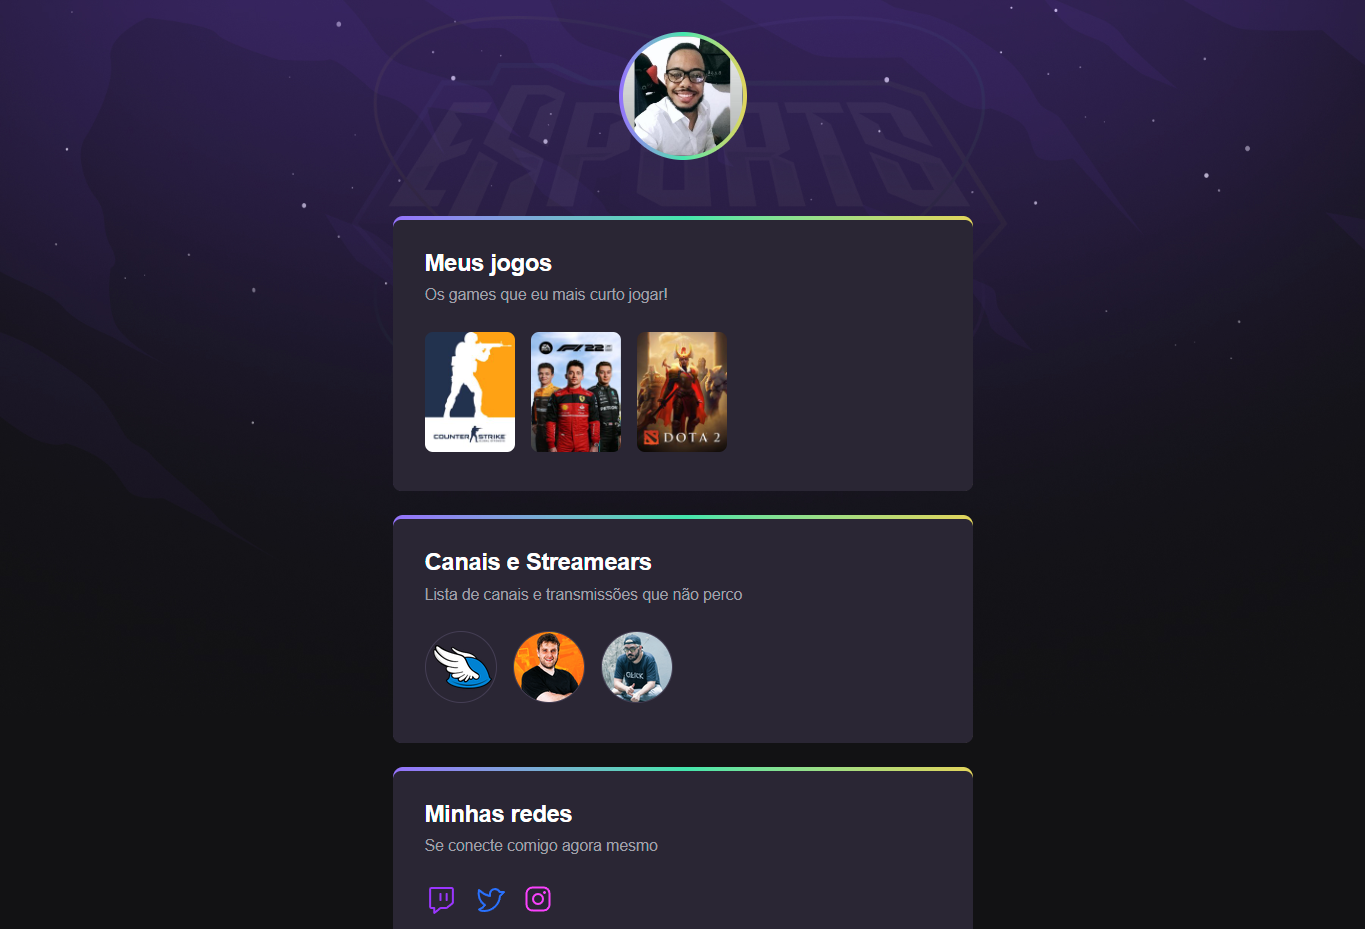 ESPORTS
Meus jogos
Os games que eu mais curto jogar!
F1 22
COUNTER STRIKE
DOTA 2
Canais e Streamears
Lista de canais e transmissões que não perco
Minhas redes
Se conecte comigo agora mesmo